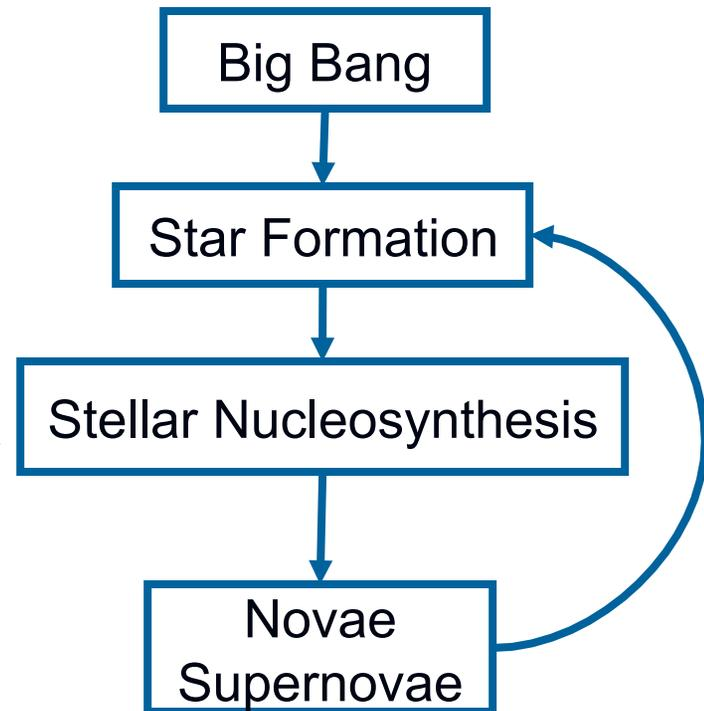 Big Bang
Star Formation
Stellar Nucleosynthesis
Novae
Supernovae